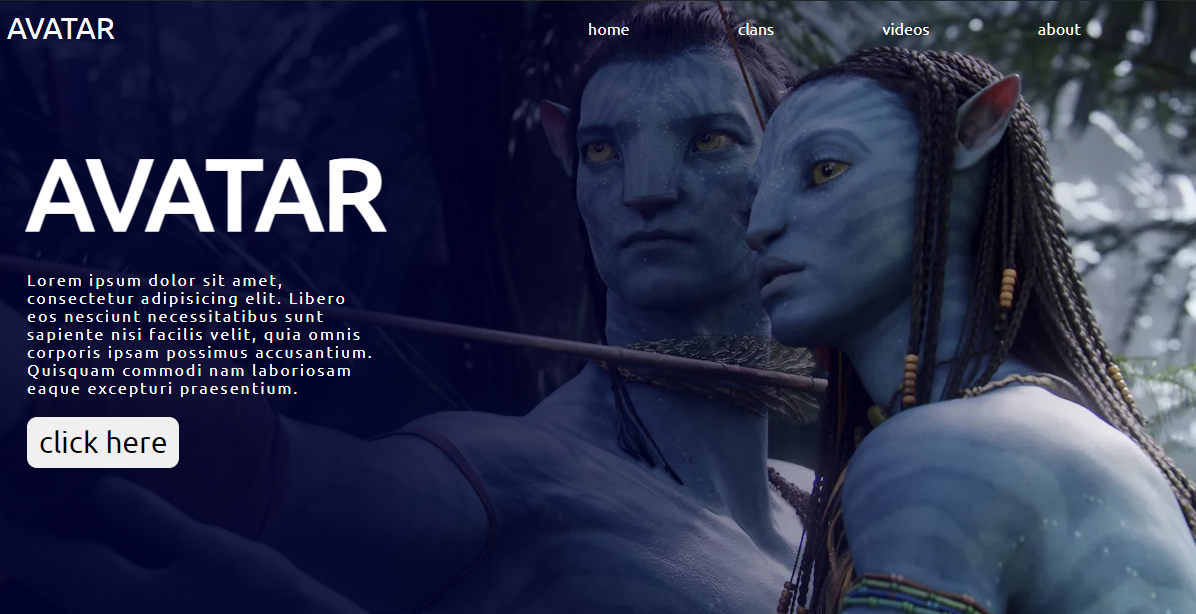 AVATAR
home
clans
videos
about
AVATAR
Lorem ipsum dolor sit amet,
consectetur adipisicing elit. Libero
eos nesciunt necessitatibus sunt
sapiente nisi facilis velit, quia omnis
corporis ipsam possimus accusantium.
Quisquam commodi nam laboriosam
eaque excepturi praesentium.
click here